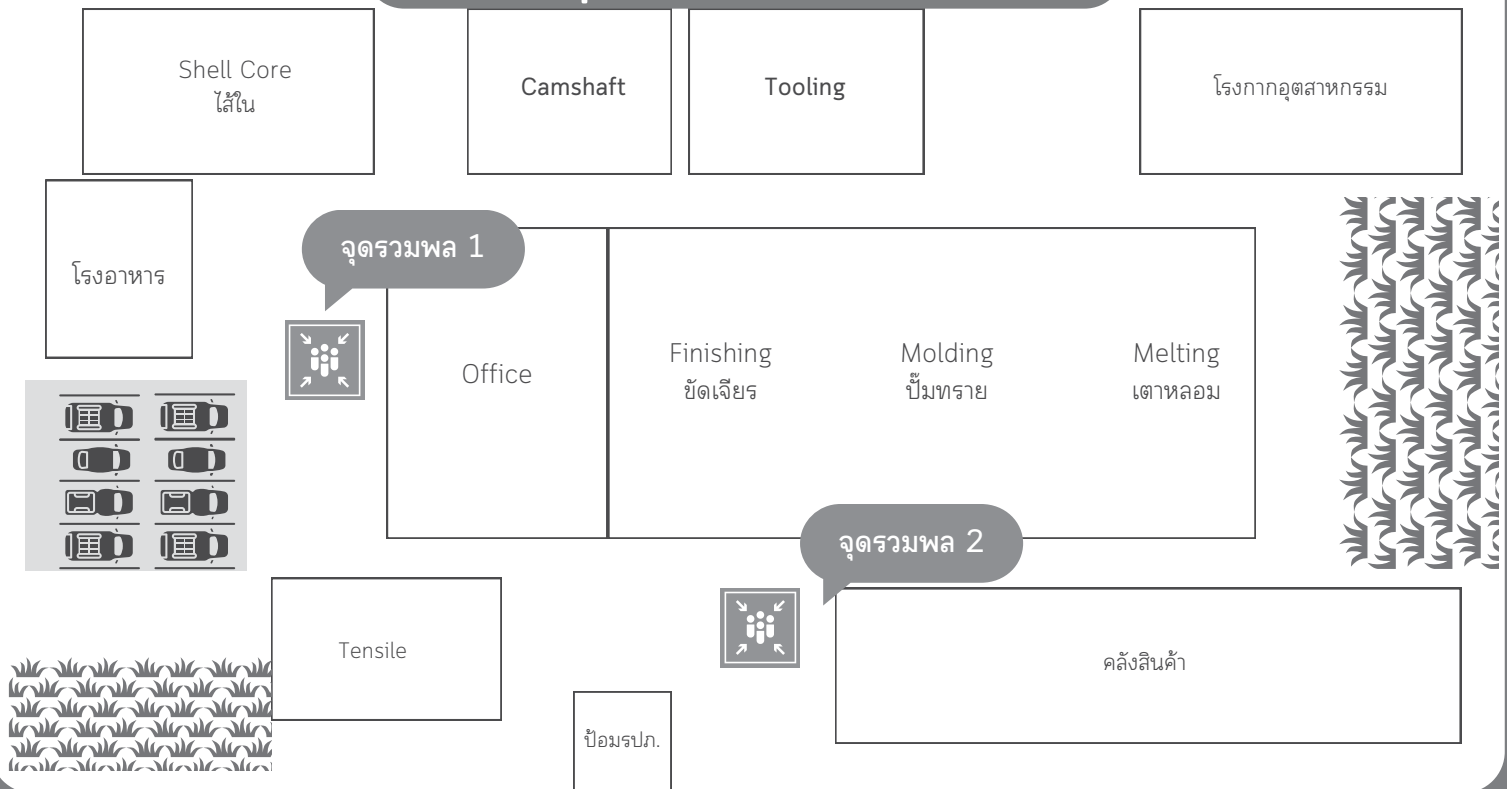 Shell Core
ไส้ใน
Camshaft
Tooling
โรงกากอุตสาหกรรม
โรงอาหาร
จุดรวมพล 1
Office
Finishing
ขัดเจียร
Molding
ปั๊มทราย
Melting
เตาหลอม
จุดรวมพล 2
Tensile
คลังสินค้า
ป้อมรปภ.